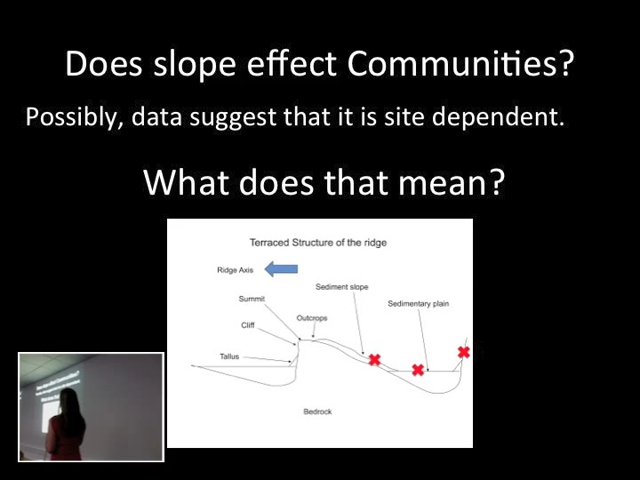 Does slope effect Communities?
Possibly, data suggest that it is site dependent.
What does that mean?
Terraced Structure of the ridge
Ridge Axis
Sediment slope
Summit
Sedimentary plain
Outcrops
Cliff
Tallus
Bedrock